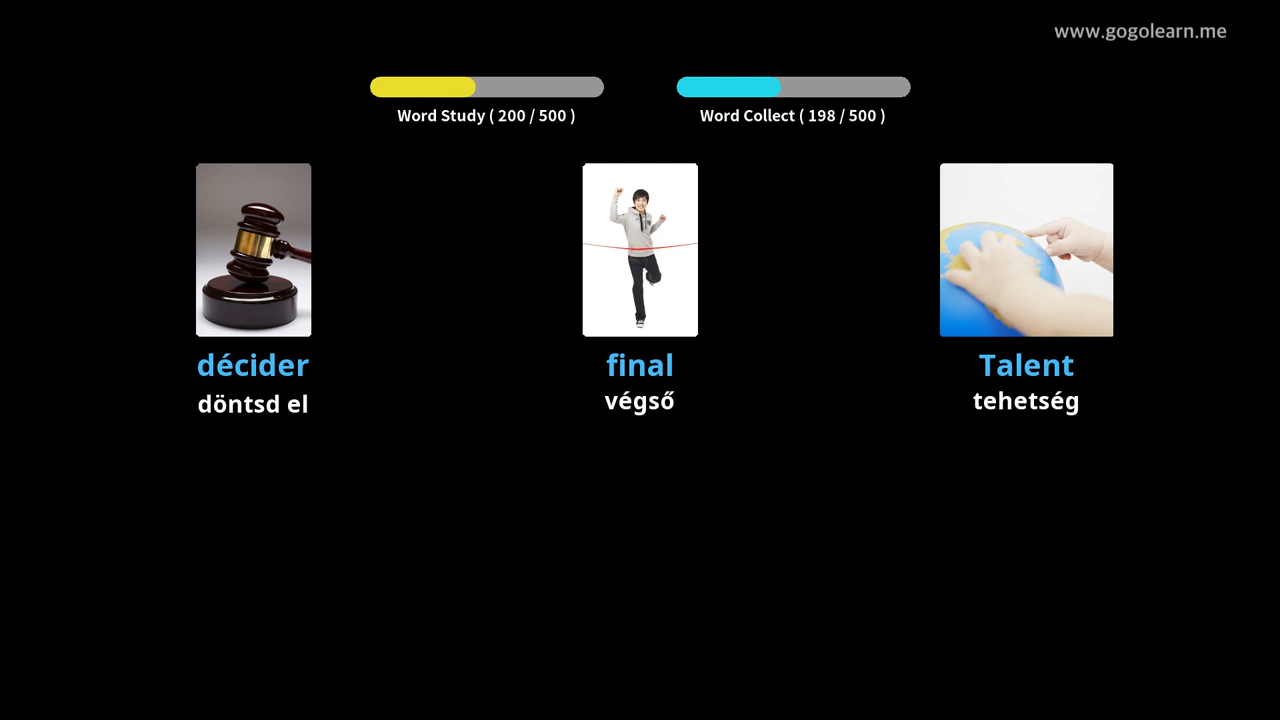 www.gogolearn.me
Word Study ( 200 / 500 )
Word Collect ( 198 / 500 )
décider
döntsd el
final
végső
Talent
tehetség